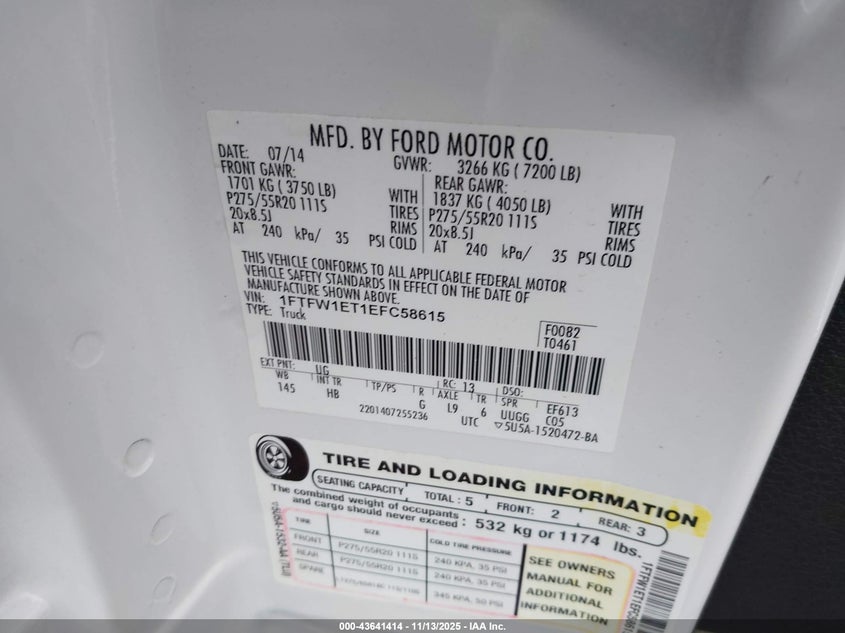 MFD. BY FORD MOTOR CO.
DATE: 07/14 GVWR: 3266 KG ( 7200 LB)
FRONT GAWR: REAR GAWR:
1701 KG ( 3750 LB) WITH 1837 KG ( 4050 LB) WITH
P275/55R20 111S TIRES P275/55R20 111S TIRES
20x8.5J RIMS 20x8.5J RIMS
AT 240 kPa/ 35 PSI COLD AT 240 kPa/ 35 PSI COLD
THIS VEHICLE CONFORMS TO ALL APPLICABLE FEDERAL MOTOR
VEHICLE SAFETY STANDARDS IN EFFECT ON THE DATE OF
MANUFACTURE SHOWN ABOVE.
VIN: 1FTFW1ET1EFC58615
TYPE: Truck
F0082
T0461
EXT PNT: UG RC: 13 DSO:
WB INT TR TP/PS R AXLE TR SPR EF613
145 HB G L9 6 UUGG C05
2201407255236 UTC ▽5U5A-1520472-BA
TIRE AND LOADING INFORMATION
SEATING CAPACITY TOTAL : 5 FRONT: 2 REAR: 3
The combined weight of occupants
and cargo should never exceed : 532 kg or 1174 lbs.
TIRE SIZE COLD TIRE PRESSURE
FRONT P275/55R20 111S 240 KPA, 35 PSI
REAR P275/55R20 111S 240 KPA, 35 PSI
SPARE 345 KPA, 50 PSI
SEE OWNERS
MANUAL FOR
ADDITIONAL
INFORMATION
000-43641414 - 11/13/2025 - IAA Inc.